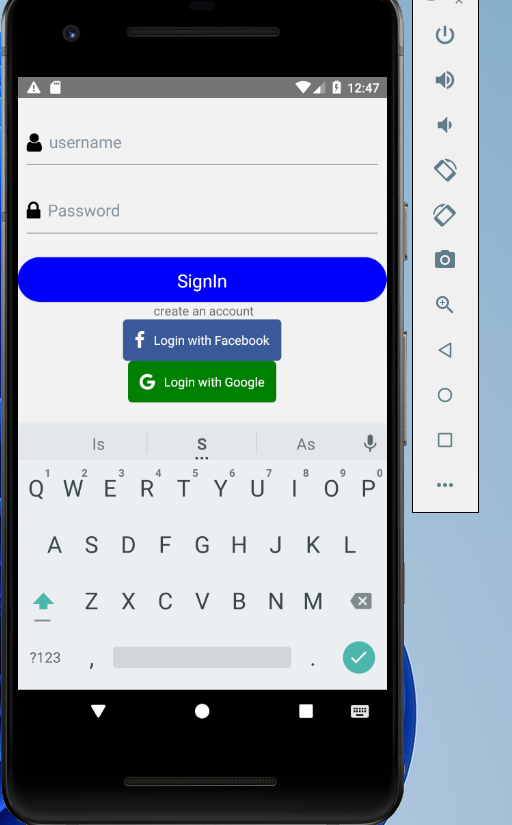 12:47
username
Password
SignIn
create an account
f Login with Facebook
G Login with Google
Is S As
1 2 3 4 5 6 7 8 9 0
Q W E R T Y U I O P
A S D F G H J K L
Z X C V B N M
?123 , .